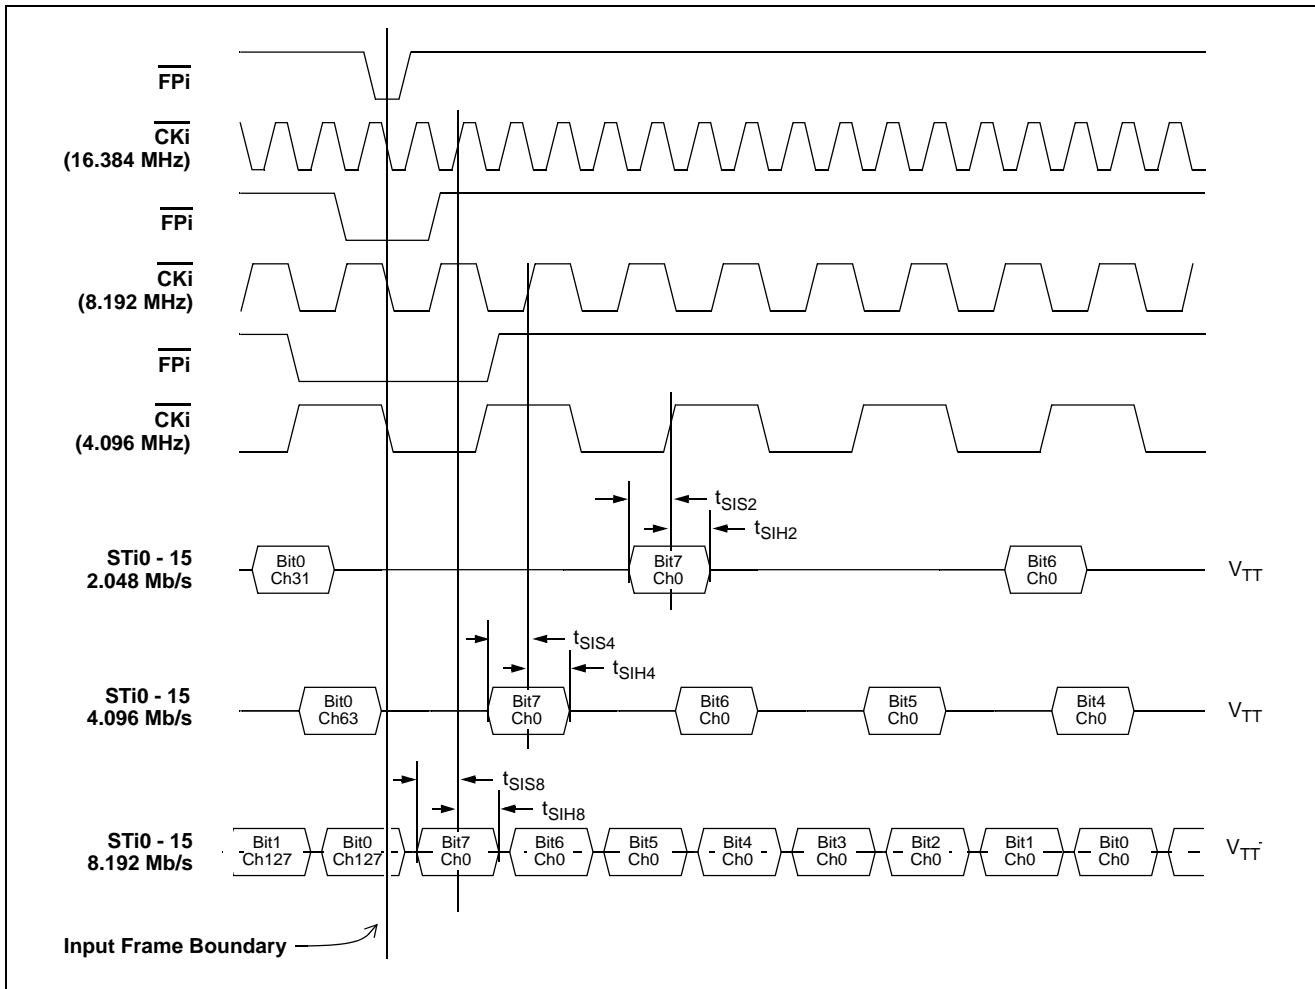 FPi
CKi
(16.384 MHz)
FPi
CKi
(8.192 MHz)
FPi
CKi
(4.096 MHz)
tSIS2
tSIH2
STi0 - 15
2.048 Mb/s
Bit0
Ch31
Bit7
Ch0
Bit6
Ch0
VTT
tSIS4
tSIH4
STi0 - 15
4.096 Mb/s
Bit0
Ch63
Bit7
Ch0
Bit6
Ch0
Bit5
Ch0
Bit4
Ch0
VTT
tSIS8
tSIH8
STi0 - 15
8.192 Mb/s
Bit1
Ch127
Bit0
Ch127
Bit7
Ch0
Bit6
Ch0
Bit5
Ch0
Bit4
Ch0
Bit3
Ch0
Bit2
Ch0
Bit1
Ch0
Bit0
Ch0
VTT
Input Frame Boundary